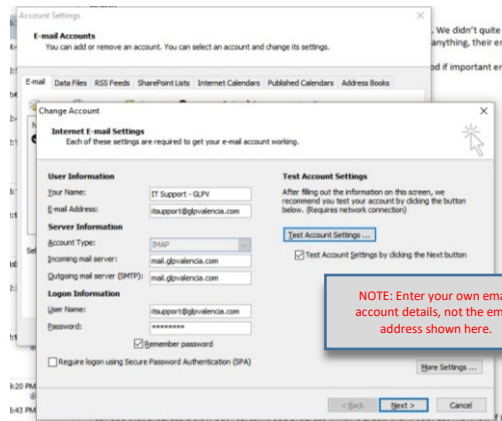 Account Settings
E-mail Accounts
You can add or remove an account. You can select an account and change its settings.
E-mail Data Files RSS Feeds SharePoint Lists Internet Calendars Published Calendars Address Books
. We didn't quite
anything, their
if important
Change Account
Internet E-mail Settings
Each of these settings are required to get your e-mail account working.
User Information
Your Name: IT Support - GLPV
E-mail Address: itsupport@glpvalencia.com
Server Information
Account Type: IMAP
Incoming mail server: mail.glpvalencia.com
Outgoing mail server (SMTP): mail.glpvalencia.com
Logon Information
User Name: itsupport@glpvalencia.com
Password: ********
Remember password
Require logon using Secure Password Authentication (SPA)
Test Account Settings
After filling out the information on this screen, we
recommend you test your account by clicking the button
below. (Requires network connection)
Test Account Settings ...
Test Account Settings by clicking the Next button
NOTE: Enter your own
account details, not the
address shown here.
More Settings ...
< Back Next > Cancel
9:20 PM
5:43 PM